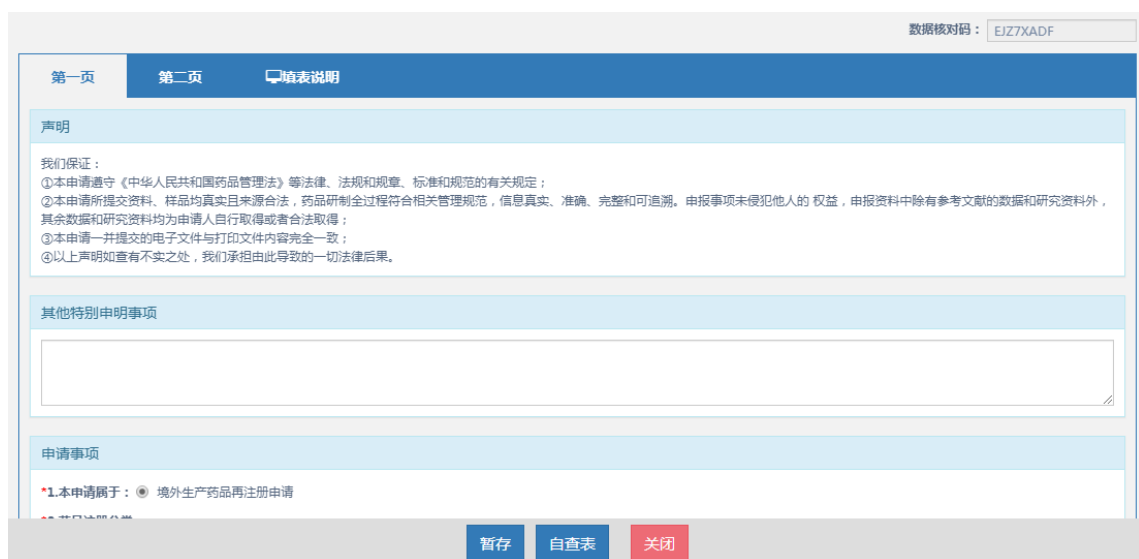 数据核对码： EJZ7XADF
第一页 第二页 填表说明
声明
我们保证：
①本申请遵守《中华人民共和国药品管理法》等法律、法规和规章、标准和规范的有关规定；
②本申请所提交资料、样品均真实且来源合法，药品研制全过程符合相关管理规范，信息真实、准确、完整和可追溯。申报事项未侵犯他人的 权益，申报资料中除有参考文献的数据和研究资料外，
其余数据和研究资料均为申请人自行取得或者合法取得；
③本申请一并提交的电子文件与打印文件内容完全一致；
④以上声明如查有不实之处，我们承担由此导致的一切法律后果。
其他特别申明事项
申请事项
*1.本申请属于： 境外生产药品再注册申请
暂存 自查表 关闭